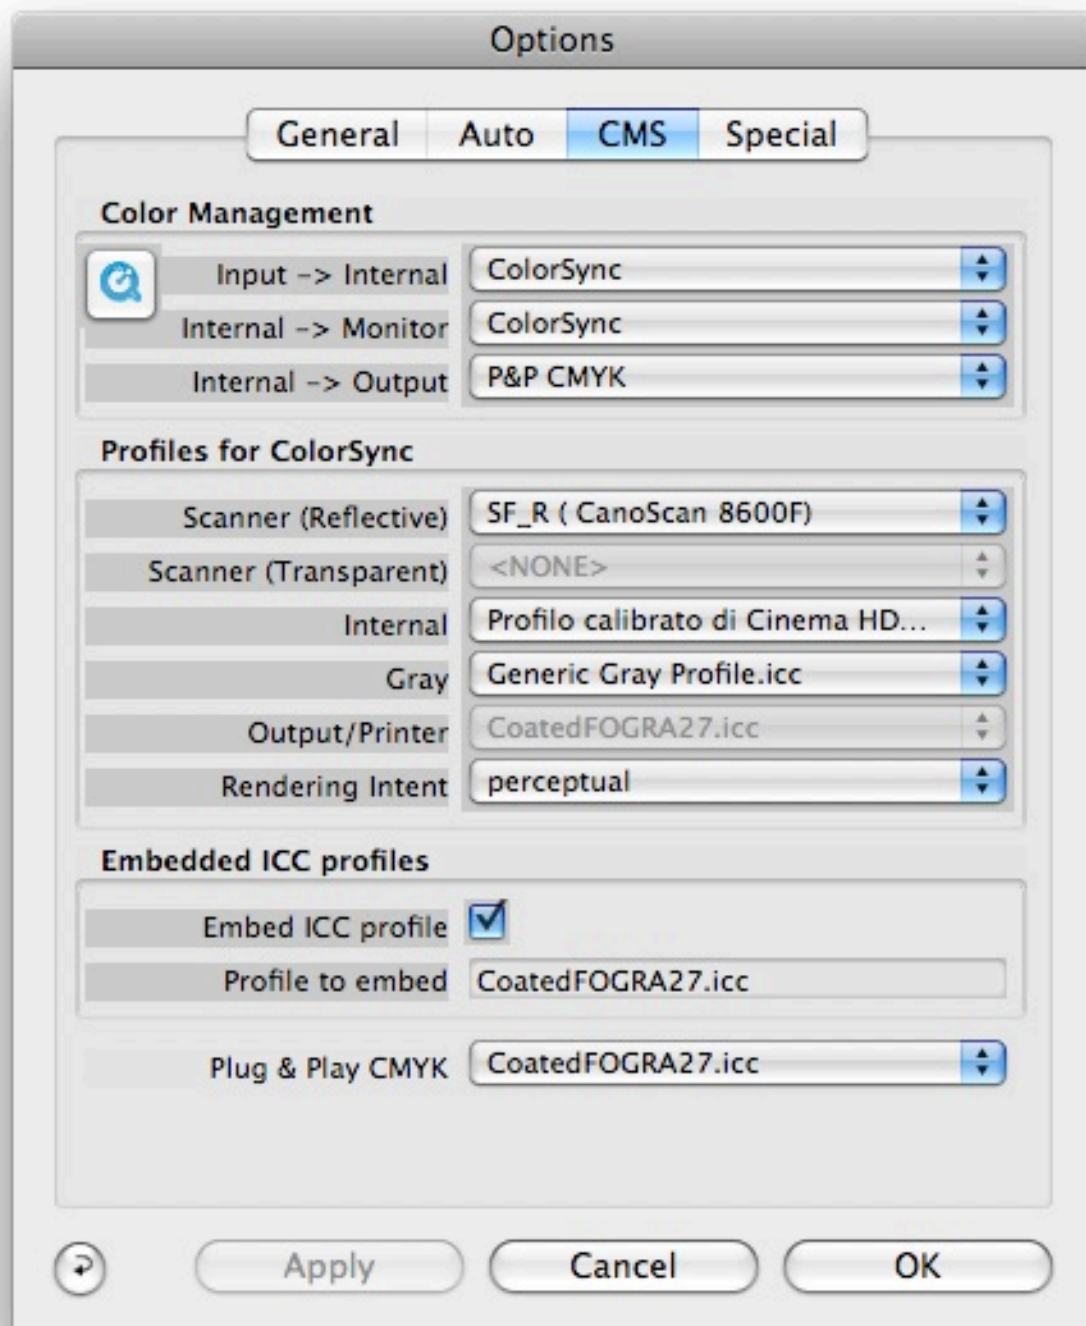 Options
General Auto CMS Special
Color Management
Input -> Internal ColorSync
Internal -> Monitor ColorSync
Internal -> Output P&P CMYK
Profiles for ColorSync
Scanner (Reflective) SF_R ( CanoScan 8600F)
Scanner (Transparent) <NONE>
Internal Profilo calibrato di Cinema HD...
Gray Generic Gray Profile.icc
Output/Printer CoatedFOGRA27.icc
Rendering Intent perceptual
Embedded ICC profiles
Embed ICC profile
Profile to embed CoatedFOGRA27.icc
Plug & Play CMYK CoatedFOGRA27.icc
Apply Cancel OK